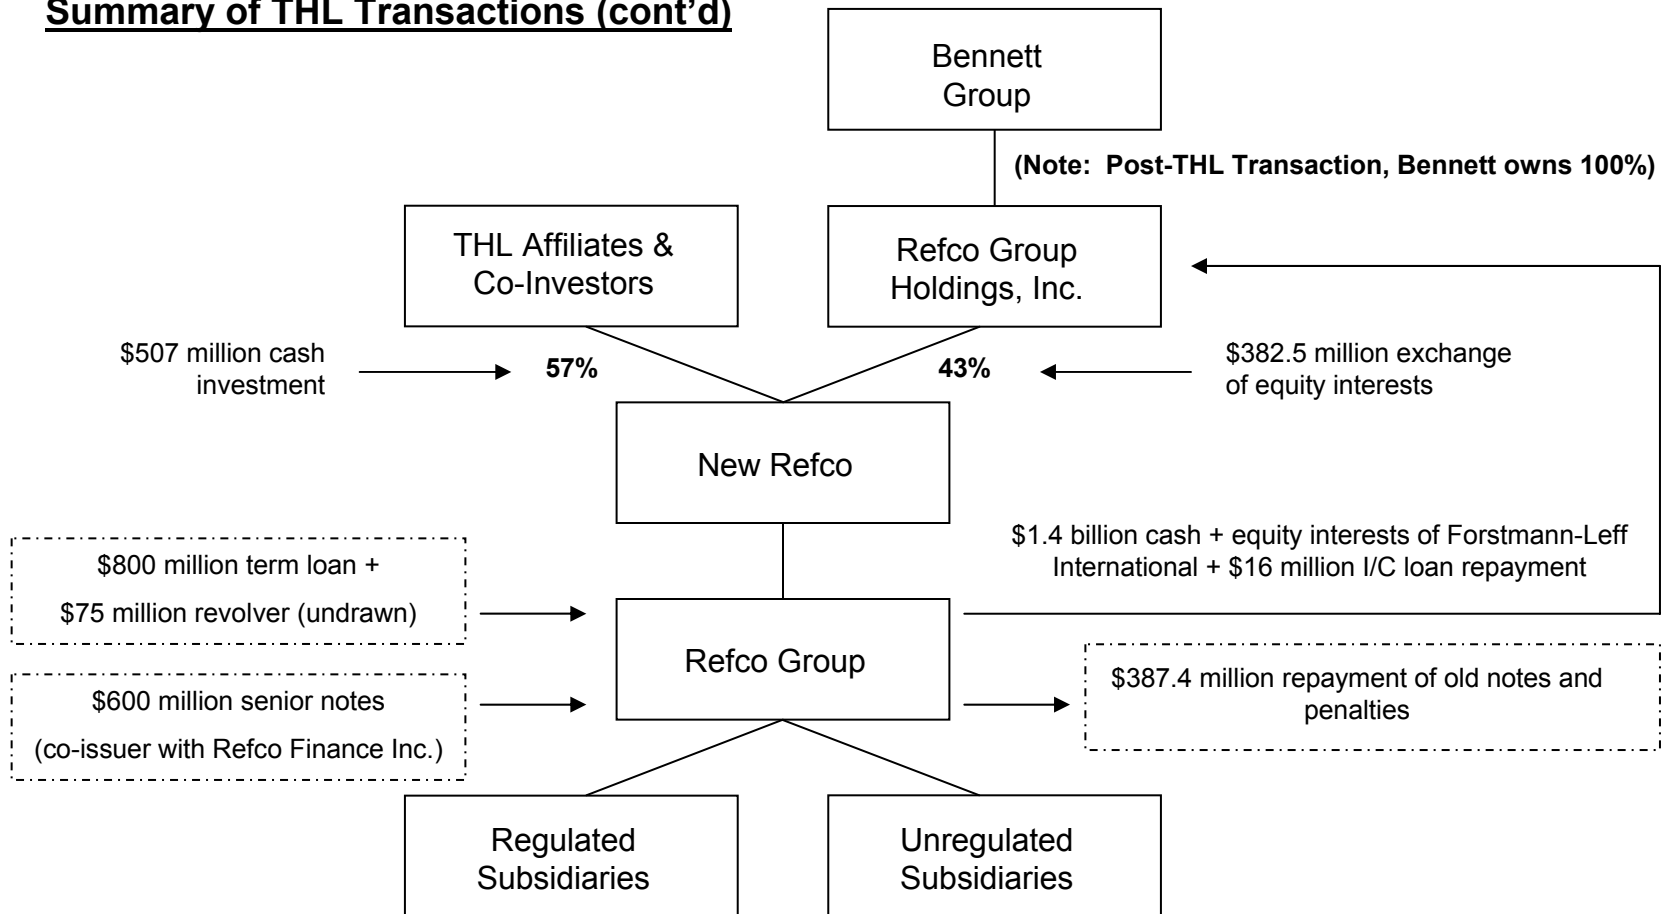 Summary of THL Transactions (cont’d)
Bennett
Group
(Note:  Post-THL Transaction, Bennett owns 100%)
THL Affiliates &
Co-Investors
Refco Group
Holdings, Inc.
$507 million cash
investment
57%
43%
$382.5 million exchange
of equity interests
New Refco
$800 million term loan +
$75 million revolver (undrawn)
$1.4 billion cash + equity interests of Forstmann-Leff
International + $16 million I/C loan repayment
Refco Group
$600 million senior notes
(co-issuer with Refco Finance Inc.)
$387.4 million repayment of old notes and
penalties
Regulated
Subsidiaries
Unregulated
Subsidiaries